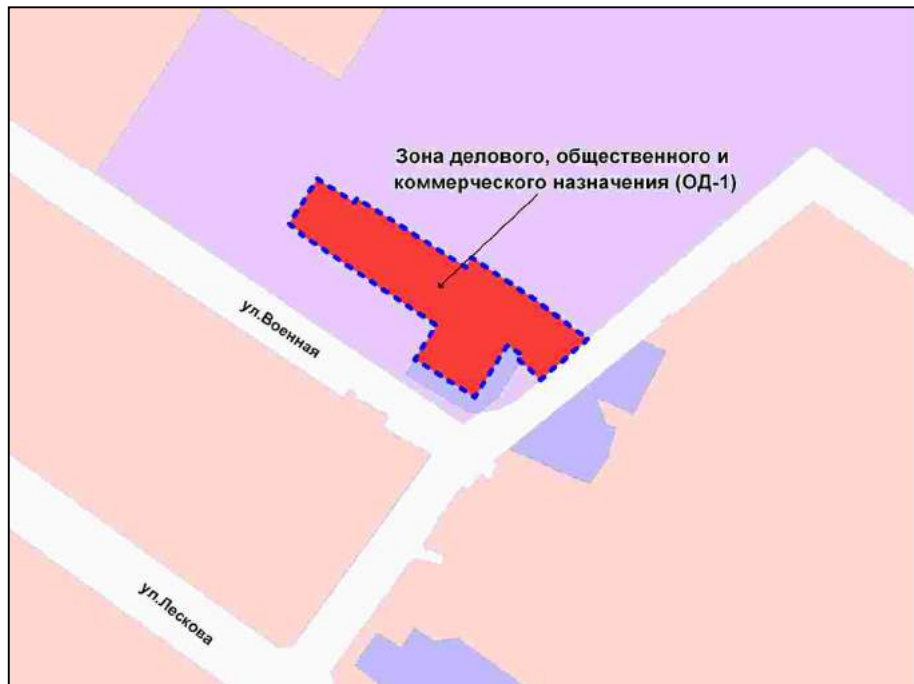 Зона делового, общественного и
коммерческого назначения (ОД-1)
ул.Военная
ул.Лескова